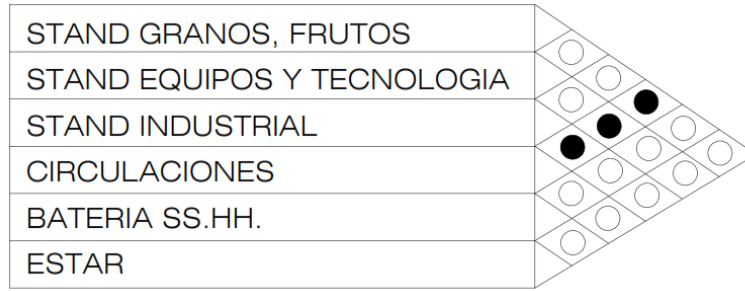 STAND GRANOS, FRUTOS
STAND EQUIPOS Y TECNOLOGIA
STAND INDUSTRIAL
CIRCULACIONES
BATERIA SS.HH.
ESTAR